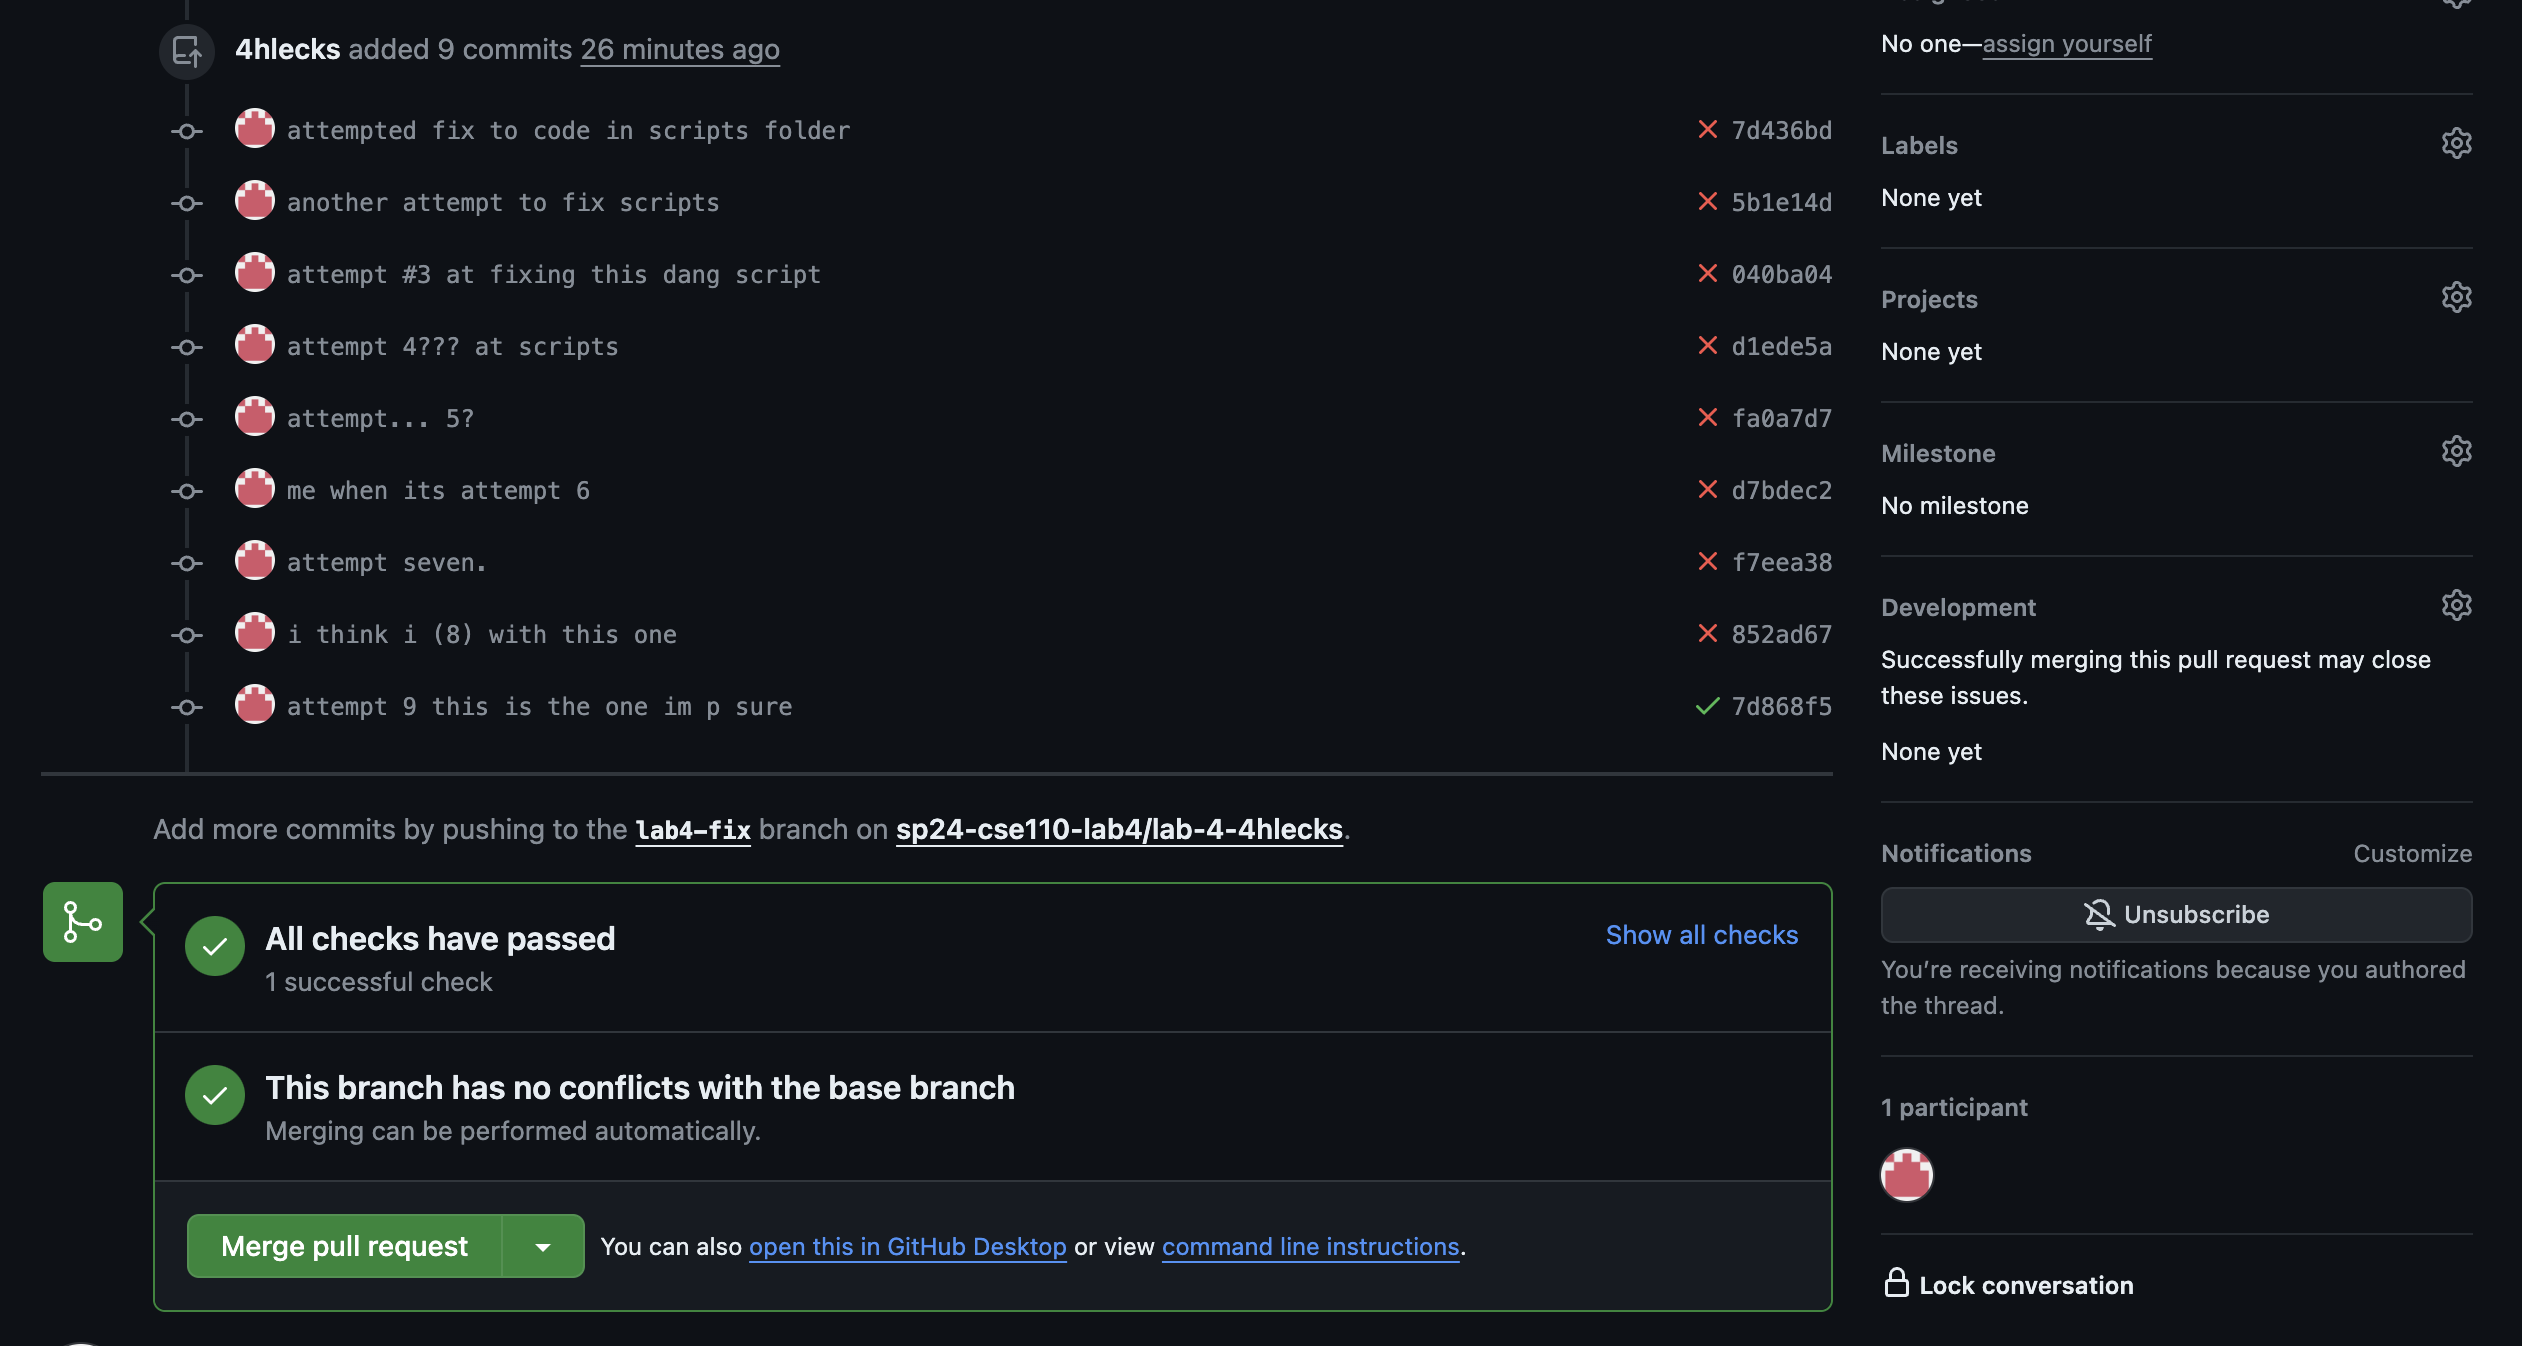 4hlecks added 9 commits 26 minutes ago
attempted fix to code in scripts folder 7d436bd
another attempt to fix scripts 5b1e14d
attempt #3 at fixing this dang script 040ba04
attempt 4??? at scripts d1ede5a
attempt... 5? fa0a7d7
me when its attempt 6 d7bdec2
attempt seven. f7eea38
i think i (8) with this one 852ad67
attempt 9 this is the one im p sure 7d868f5
Add more commits by pushing to the lab4-fix branch on sp24-cse110-lab4/lab-4-4hlecks.
All checks have passed
Show all checks
1 successful check
This branch has no conflicts with the base branch
Merging can be performed automatically.
Merge pull request
You can also open this in GitHub Desktop or view command line instructions.
No one—assign yourself
Labels
None yet
Projects
None yet
Milestone
No milestone
Development
Successfully merging this pull request may close
these issues.
None yet
Notifications
Customize
Unsubscribe
You’re receiving notifications because you authored
the thread.
1 participant
Lock conversation